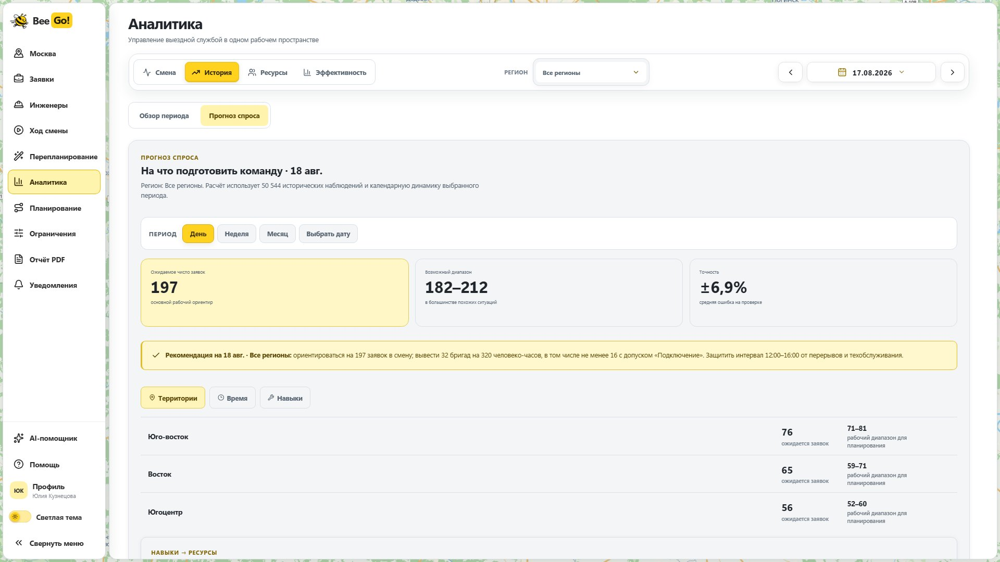 Bee Go!
Москва
Заявки
Инженеры
Ход смены
Перепланирование
Аналитика
Планирование
Ограничения
Отчёт PDF
Уведомления
AI-помощник
Помощь
ЮК
Профиль
Юлия Кузнецова
Светлая тема
Свернуть меню
Аналитика
Управление выездной службой в одном рабочем пространстве
Смена
История
Ресурсы
Эффективность
РЕГИОН
Все регионы
17.08.2026
Обзор периода
Прогноз спроса
ПРОГНОЗ СПРОСА
На что подготовить команду · 18 авг.
Регион: Все регионы. Расчёт использует 50 544 исторических наблюдений и календарную динамику выбранного
периода.
ПЕРИОД
День
Неделя
Месяц
Выбрать дату
Ожидаемое число заявок
197
основной рабочий ориентир
Возможный диапазон
182–212
в большинстве похожих ситуаций
Точность
±6,9%
средняя ошибка на проверке
Рекомендация на 18 авг. · Все регионы: ориентироваться на 197 заявок в смену; вывести 32 бригад на 320 человеко-часов, в том числе не менее 16 с допуском «Подключение». Защитить интервал 12:00–16:00 от перерывов и техобслуживания.
Территории
Время
Навыки
Юго-восток
76
ожидается заявок
71–81
рабочий диапазон для
планирования
Восток
65
ожидается заявок
59–71
рабочий диапазон для
планирования
Югоцентр
56
ожидается заявок
52–60
рабочий диапазон для
планирования
НАВЫКИ → РЕСУРСЫ